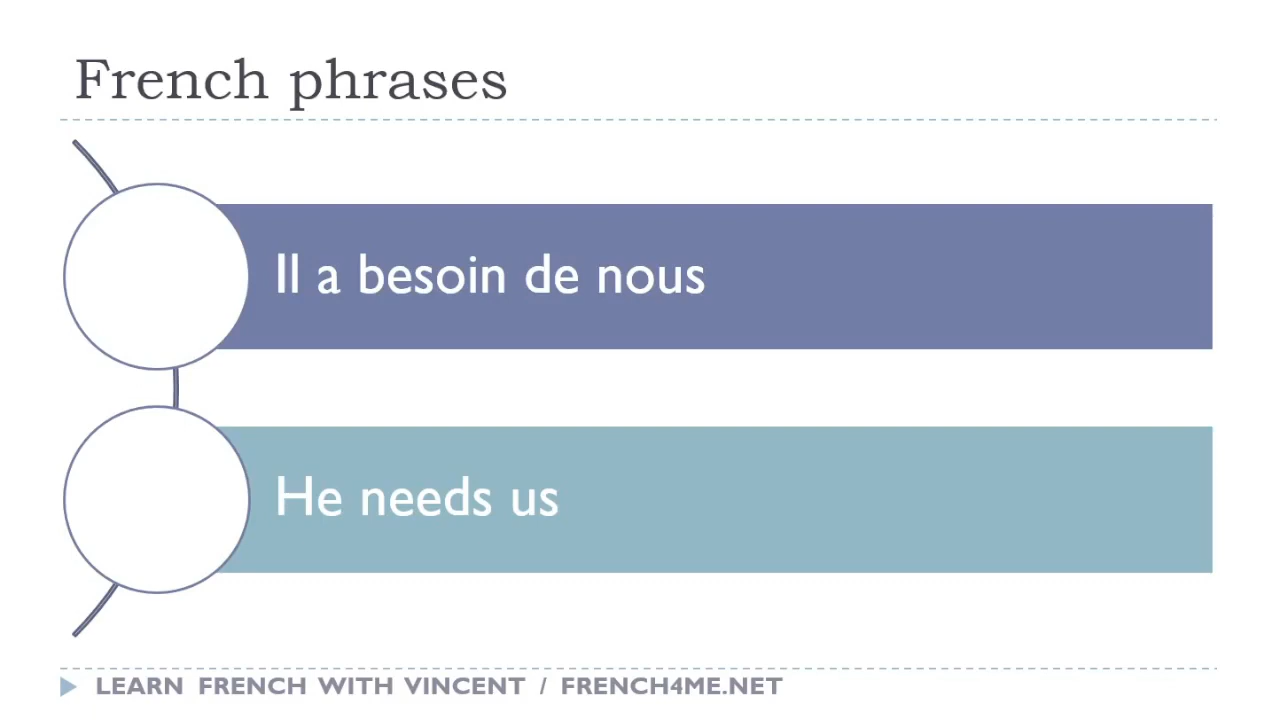 French phrases
Il a besoin de nous
He needs us
LEARN FRENCH WITH VINCENT / FRENCH4ME.NET